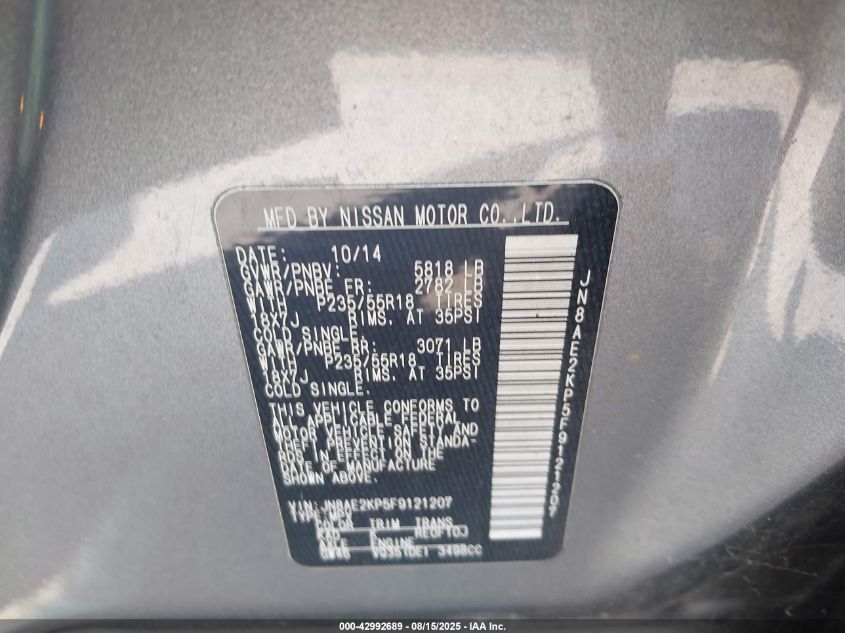 MFD BY NISSAN MOTOR CO.,LTD.
DATE: 10/14
GVWR/PNBV: 5818 LB
GAWR/PNBE FR: 2782 LB
WITH P235/55R18 TIRES
18X7J RIMS. AT 35PSI
COLD SINGLE.
GAWR/PNBE RR: 3071 LB
WITH P235/55R18 TIRES
18X7J RIMS. AT 35PSI
COLD SINGLE.
THIS VEHICLE CONFORMS TO
ALL APPLICABLE FEDERAL
MOTOR VEHICLE SAFETY AND
THEFT PREVENTION STANDA-
RDS IN EFFECT ON THE
DATE OF MANUFACTURE
SHOWN ABOVE.
VIN: JN8AE2KP5F9121207
TYPE: MPV
COLOR TRIM TRANS
KAD RE0F10J
ENGINE
3498CC
JN8AE2KP5F9121207
000-42992689 - 08/15/2025 - IAA Inc.